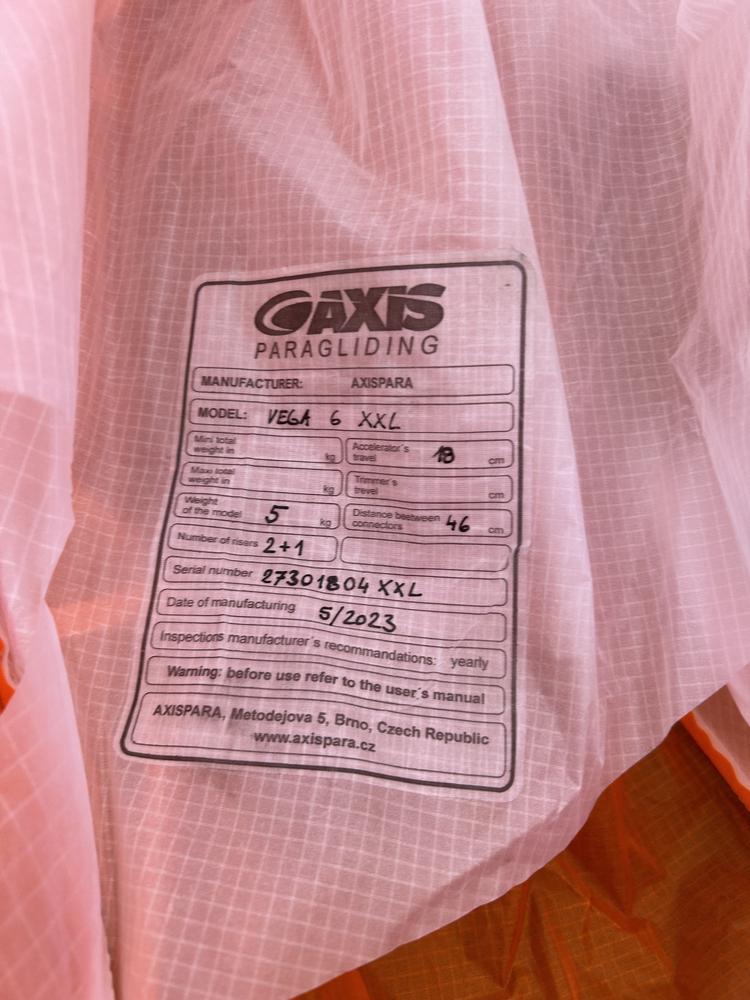 AXIS
PARAGLIDING
MANUFACTURER: AXISPARA
MODEL: VEGA 6 XXL
Mini total weight in kg
Accelerator's travel 18 cm
Maxi total weight in kg
Trimmer's trevel cm
Weight of the model 5 kg
Distance beetween connectors 46 cm
Number of risers 2+1
Serial number 27301804 XXL
Date of manufacturing 5/2023
Inspections manufacturer's recommandations: yearly
Warning: before use refer to the user's manual
AXISPARA, Metodejova 5, Brno, Czech Republic
www.axispara.cz